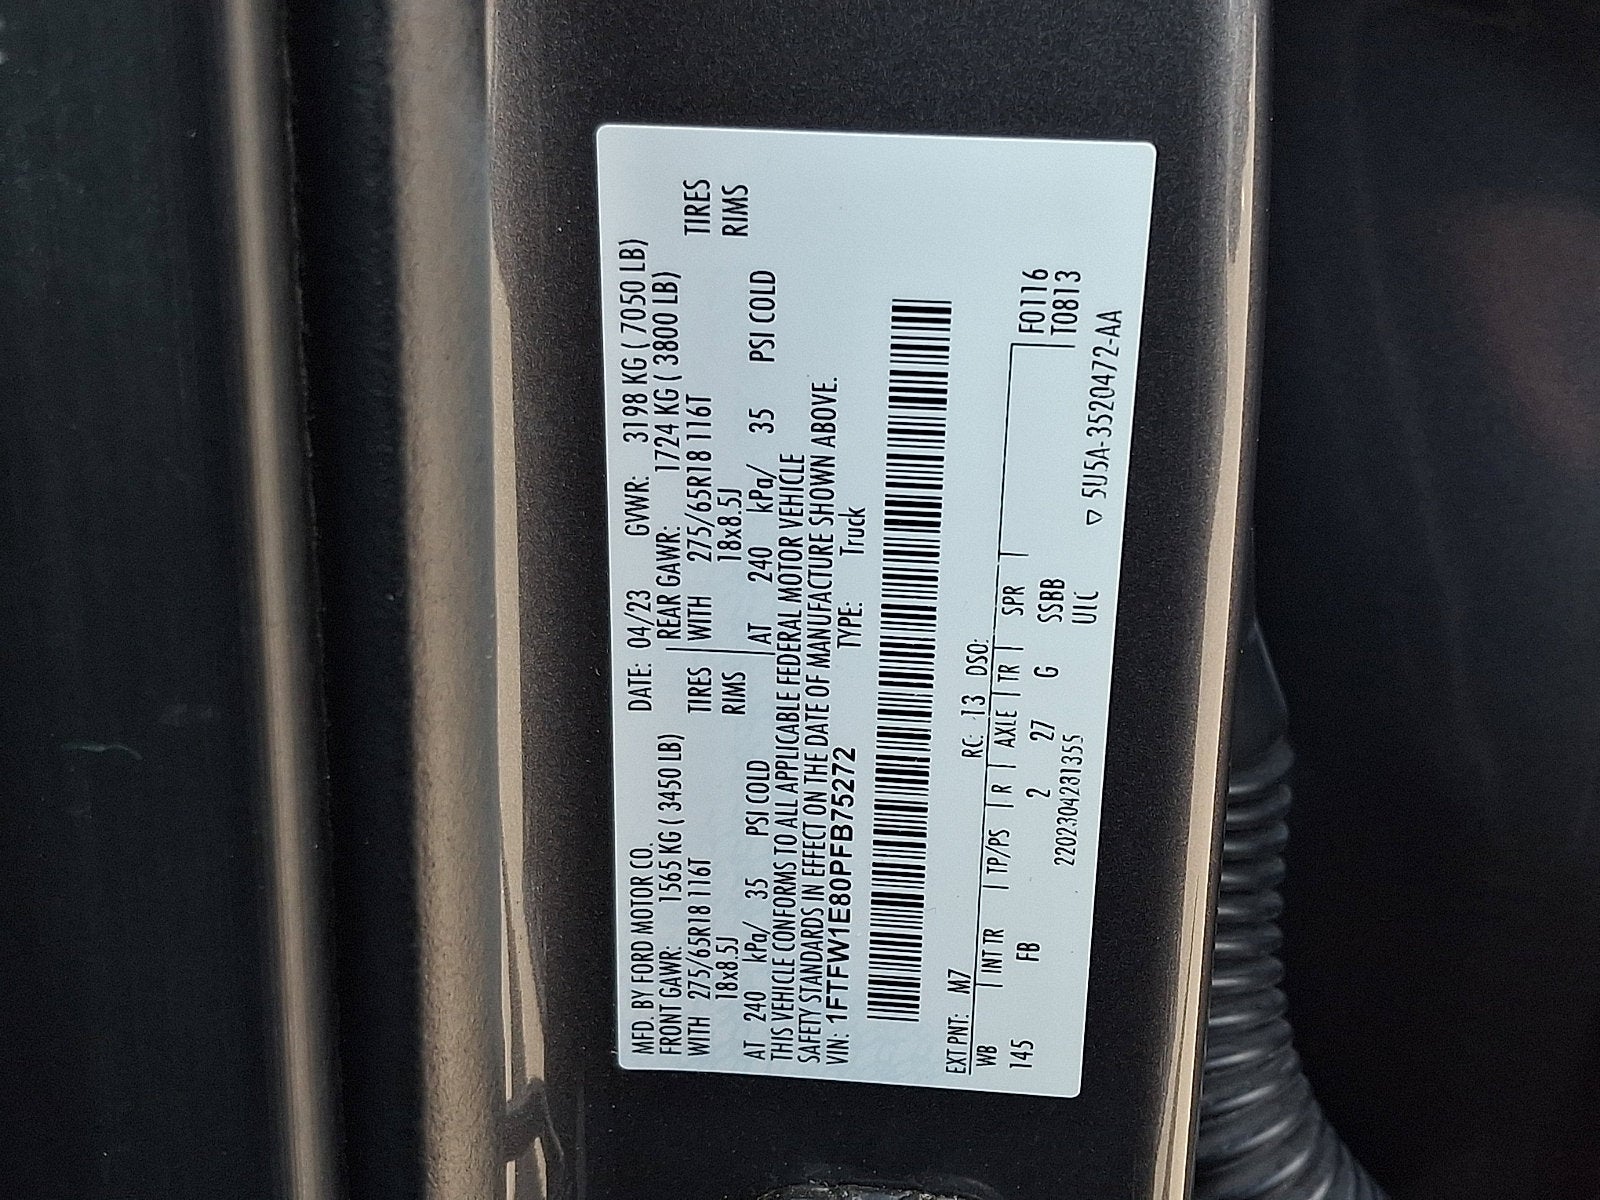 MFD. BY FORD MOTOR CO. DATE: 04/23 GVWR: 3198 KG ( 7050 LB)
FRONT GAWR: 1565 KG ( 3450 LB) REAR GAWR: 1724 KG ( 3800 LB)
WITH 275/65R18 116T TIRES WITH 275/65R18 116T TIRES
18x8.5J RIMS 18x8.5J RIMS
AT 240 kPa/ 35 PSI COLD AT 240 kPa/ 35 PSI COLD
THIS VEHICLE CONFORMS TO ALL APPLICABLE FEDERAL MOTOR VEHICLE
SAFETY STANDARDS IN EFFECT ON THE DATE OF MANUFACTURE SHOWN ABOVE.
VIN: 1FTFW1E80PFB75272 TYPE: Truck
EXT PNT: M7 RC: 13 DSO:
WB INT TR TP/PS R AXLE TR SPR F0116
145 FB 2 27 G SSBB T0813
2202304281355 ULC ▽ 5U5A-3520472-AA